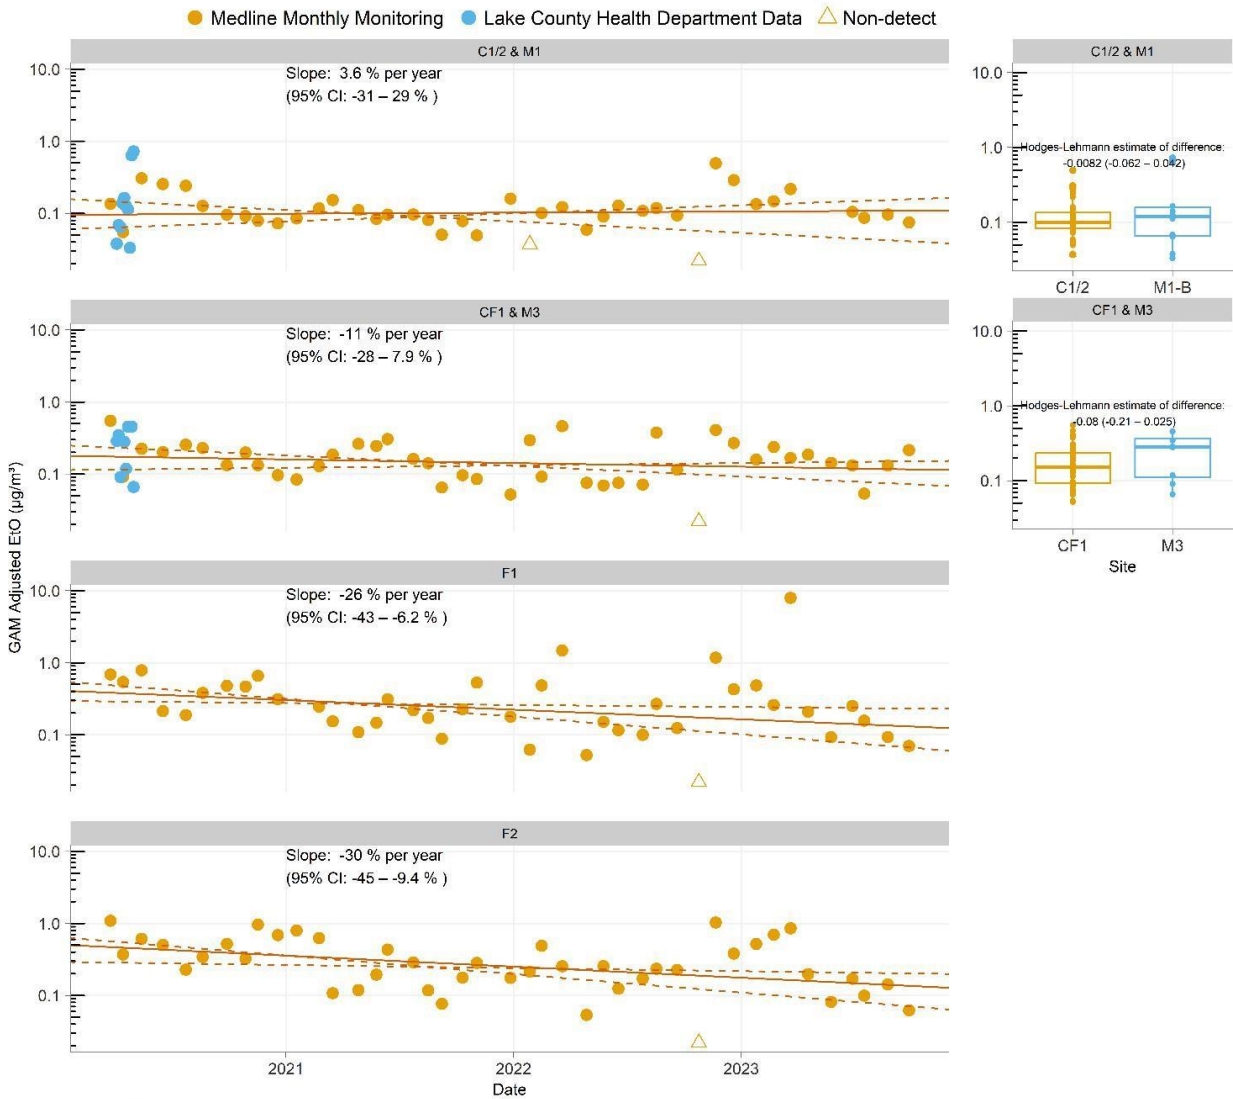 Medline Monthly Monitoring Lake County Health Department Data Non-detect
C1/2 & M1
10.0
1.0
0.1
Slope: 3.6 % per year
(95% CI: -31 – 29 % )
CF1 & M3
10.0
1.0
0.1
Slope: -11 % per year
(95% CI: -28 – 7.9 % )
F1
10.0
1.0
0.1
Slope: -26 % per year
(95% CI: -43 – -6.2 % )
F2
10.0
1.0
0.1
Slope: -30 % per year
(95% CI: -45 – -9.4 % )
2021 2022 2023
Date
GAM Adjusted EtO (µg/m³)
C1/2 & M1
10.0
1.0
0.1
Hodges-Lehmann estimate of difference:
-0.0082 (-0.062 – 0.042)
C1/2 M1-B
CF1 & M3
10.0
1.0
0.1
Hodges-Lehmann estimate of difference:
-0.08 (-0.21 – 0.025)
CF1 M3
Site